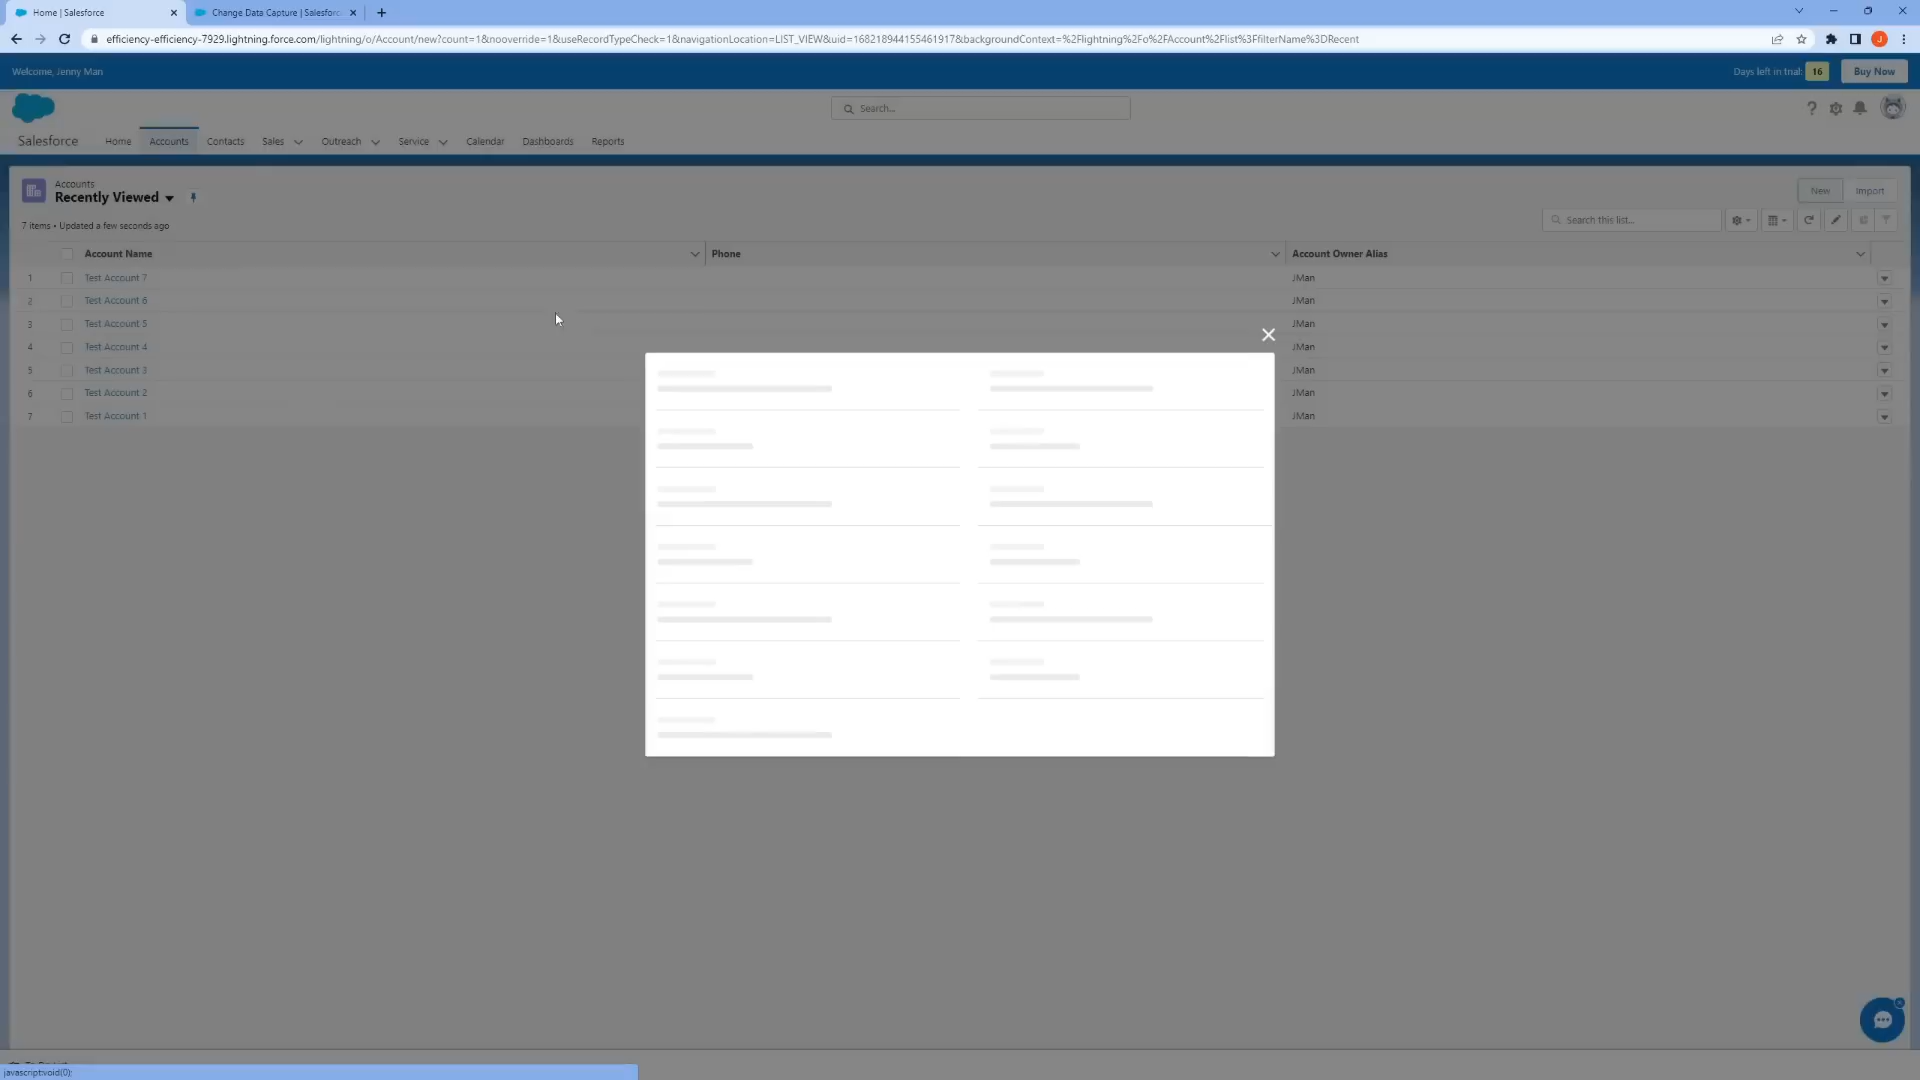 Home | Salesforce
Change Data Capture | Salesforc
efficiency-efficiency-7929.lightning.force.com/lightning/o/Account/new?count=1&nooverride=1&useRecordTypeCheck=1&navigationLocation=LIST_VIEW&uid=168218944155461917&backgroundContext=%2Flightning%2Fo%2FAccount%2Flist%3FfilterName%3DRecent
J
Welcome, Jenny Man
Days left in trial: 16
Buy Now
Search...
Salesforce
Home Accounts Contacts Sales Outreach Service Calendar Dashboards Reports
Accounts
Recently Viewed
New Import
7 items • Updated a few seconds ago
Search this list...
Account Name Phone Account Owner Alias
1 Test Account 7 JMan
2 Test Account 6 JMan
3 Test Account 5 JMan
4 Test Account 4 JMan
5 Test Account 3 JMan
6 Test Account 2 JMan
7 Test Account 1 JMan
javascript:void(0);